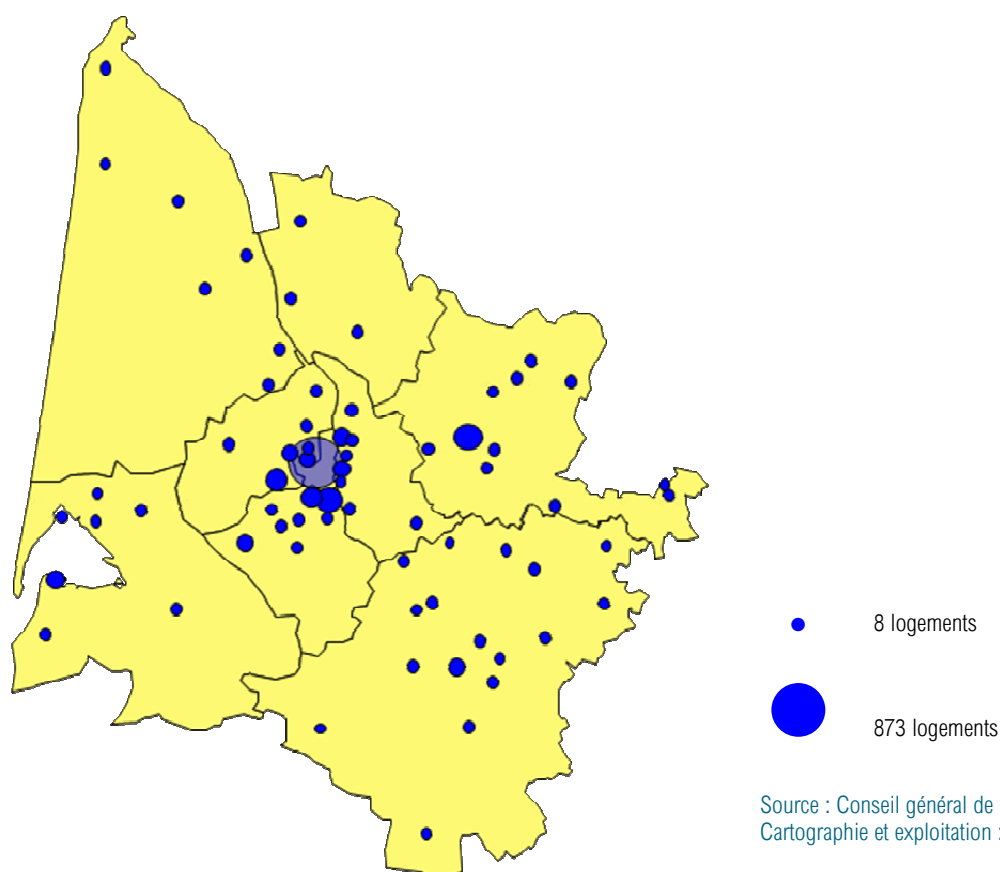 8 logements
873 logements
Source : Conseil général de
Cartographie et exploitation :